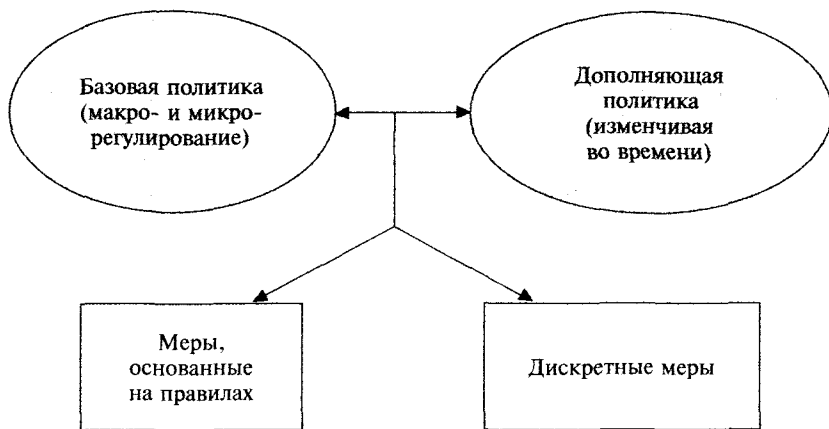 Базовая политика
(макро- и микро-
регулирование)
Дополняющая
политика
(изменчивая
во времени)
Меры,
основанные
на правилах
Дискретные меры